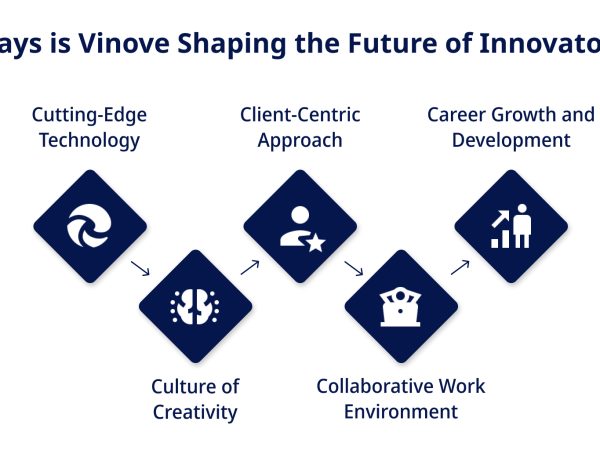 ays is Vinove Shaping the Future of Innovato
Cutting-Edge
Technology
Client-Centric
Approach
Career Growth and
Development
Culture of
Creativity
Collaborative Work
Environment